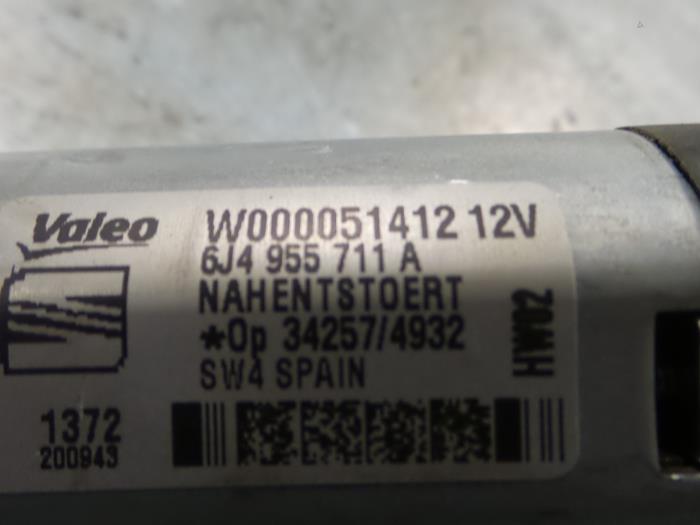 Valeo W000051412 12V
6J4 955 711 A
NAHENTSTOERT
*Op 34257/4932
SW4 SPAIN
HW02
1372
200943